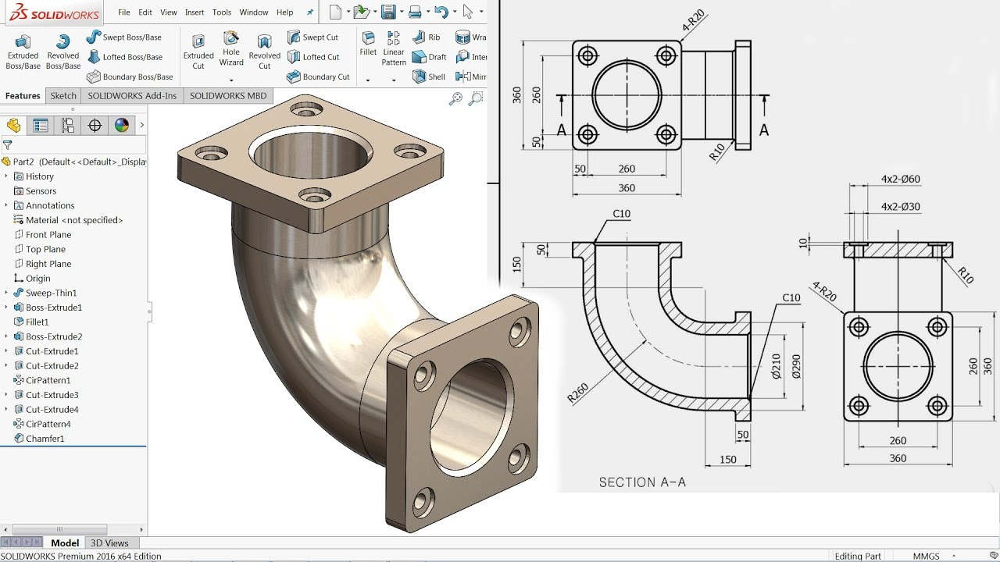 SOLIDWORKS
File Edit View Insert Tools Window Help
Extruded Boss/Base
Revolved Boss/Base
Swept Boss/Base
Lofted Boss/Base
Boundary Boss/Base
Extruded Cut
Hole Wizard
Revolved Cut
Swept Cut
Lofted Cut
Boundary Cut
Fillet
Linear Pattern
Rib
Draft
Shell
Features Sketch SOLIDWORKS Add-Ins SOLIDWORKS MBD
Part2 (Default<<Default>_Display
History
Sensors
Annotations
Material <not specified>
Front Plane
Top Plane
Right Plane
Origin
Sweep-Thin1
Boss-Extrude1
Fillet1
Boss-Extrude2
Cut-Extrude1
Cut-Extrude2
CirPattern1
Cut-Extrude3
Cut-Extrude4
CirPattern4
Chamfer1
4-R20
360
260
50
A
A
R10
50
260
360
C10
50
150
R260
C10
Ø210
Ø290
50
150
SECTION A-A
4x2-Ø60
4x2-Ø30
10
R10
4-R20
260
360
260
360
Model 3D Views
SOLIDWORKS Premium 2016 x64 Edition
Editing Part
MMGS